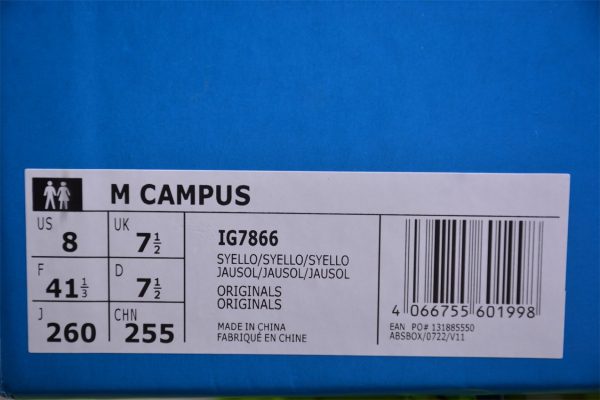 M CAMPUS
US 8
UK 7½
F 41⅓
D 7½
J 260
CHN 255
IG7866
SYELLO/SYELLO/SYELLO
JAUSOL/JAUSOL/JAUSOL
ORIGINALS
ORIGINALS
MADE IN CHINA
FABRIQUÉ EN CHINE
4 066755 601998
EAN PO# 131885550
ABSBOX/0722/V11